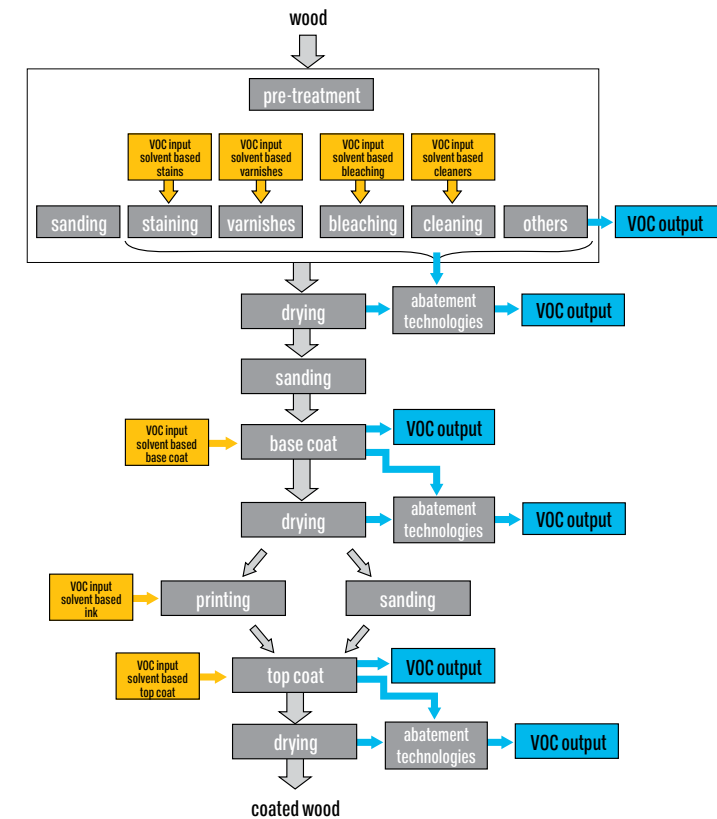 wood
pre-treatment
VOC input
solvent based
stains
VOC input
solvent based
varnishes
VOC input
solvent based
bleaching
VOC input
solvent based
cleaners
sanding
staining
varnishes
bleaching
cleaning
others
VOC output
drying
abatement
technologies
VOC output
sanding
VOC input
solvent based
base coat
base coat
VOC output
drying
abatement
technologies
VOC output
VOC input
solvent based
ink
printing
sanding
VOC input
solvent based
top coat
top coat
VOC output
drying
abatement
technologies
VOC output
coated wood